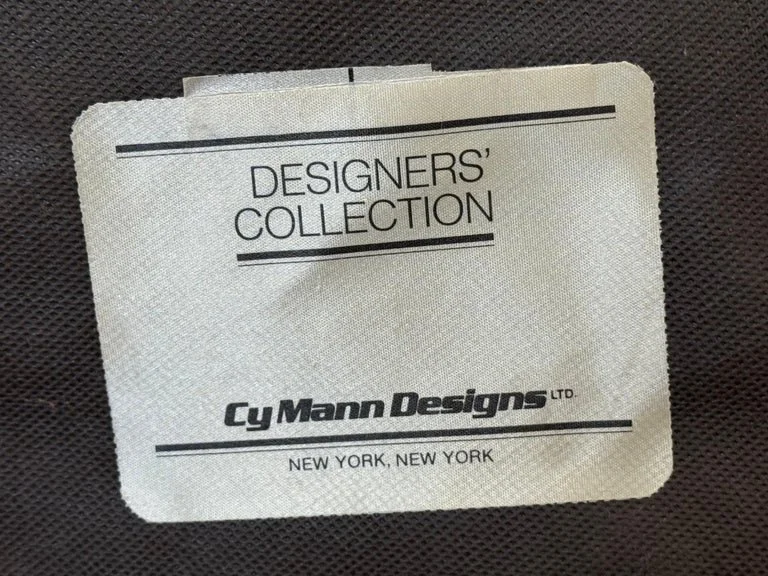 DESIGNERS'
COLLECTION
Cy Mann Designs LTD.
NEW YORK, NEW YORK